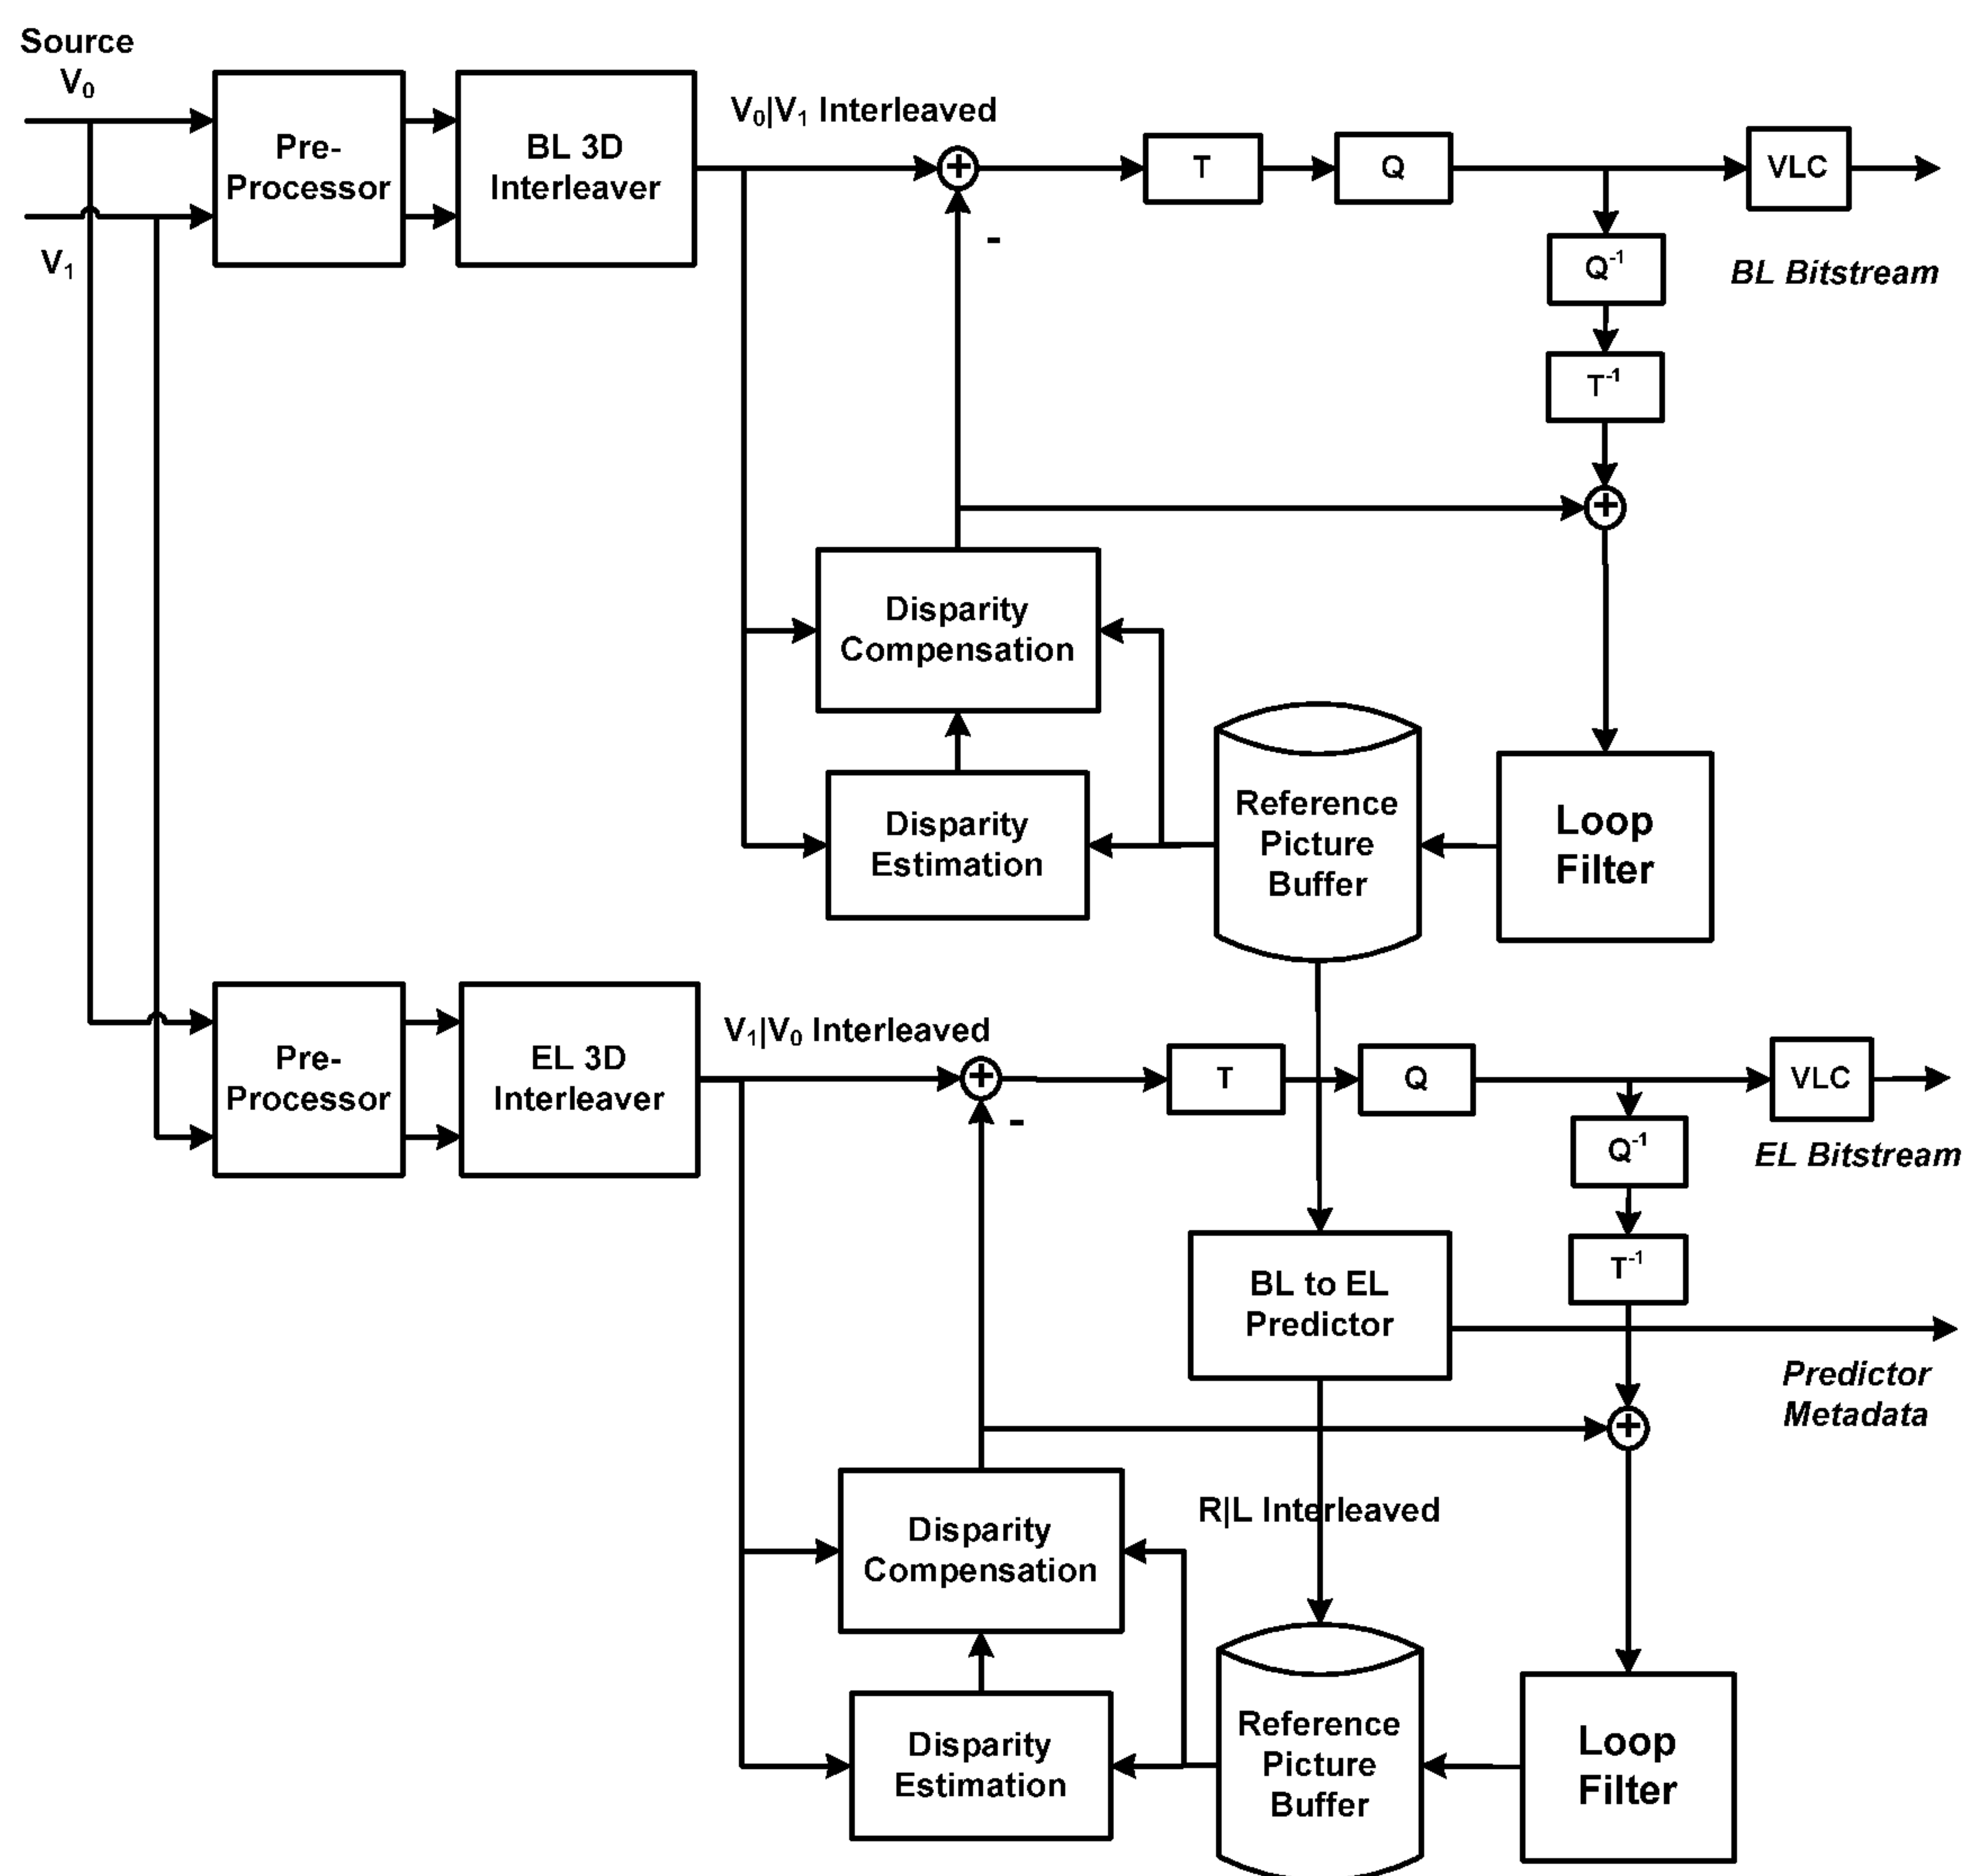 Source
V₀
V₁
Pre-
Processor
BL 3D
Interleaver
V₀|V₁ Interleaved
+
-
T
Q
VLC
BL Bitstream
Q⁻¹
T⁻¹
+
Disparity
Compensation
Disparity
Estimation
Reference
Picture
Buffer
Loop
Filter
Pre-
Processor
EL 3D
Interleaver
V₁|V₀ Interleaved
+
-
T
Q
VLC
EL Bitstream
Q⁻¹
T⁻¹
BL to EL
Predictor
Predictor
Metadata
+
R|L Interleaved
Disparity
Compensation
Disparity
Estimation
Reference
Picture
Buffer
Loop
Filter